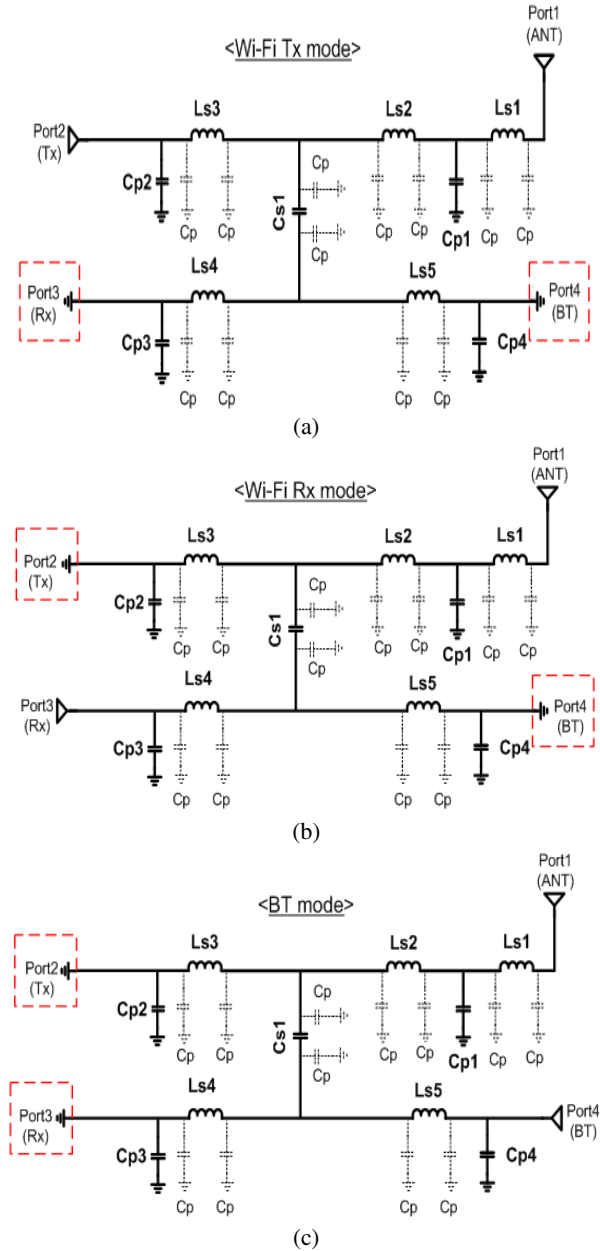 <Wi-Fi Tx mode>
Port1
(ANT)
Ls3
Ls2
Ls1
Port2
(Tx)
Cp2
Cp
Cp
Cp
Cs1
Cp
Cp
Cp
Cp1
Cp
Cp
Port3
(Rx)
Ls4
Ls5
Port4
(BT)
Cp3
Cp
Cp
Cp
Cp
Cp4
(a)
<Wi-Fi Rx mode>
Port1
(ANT)
Ls3
Ls2
Ls1
Port2
(Tx)
Cp2
Cp
Cp
Cp
Cs1
Cp
Cp
Cp
Cp1
Cp
Cp
Port3
(Rx)
Ls4
Ls5
Port4
(BT)
Cp3
Cp
Cp
Cp
Cp
Cp4
(b)
<BT mode>
Port1
(ANT)
Ls3
Ls2
Ls1
Port2
(Tx)
Cp2
Cp
Cp
Cp
Cs1
Cp
Cp
Cp
Cp1
Cp
Cp
Port3
(Rx)
Ls4
Ls5
Port4
(BT)
Cp3
Cp
Cp
Cp
Cp
Cp4
(c)